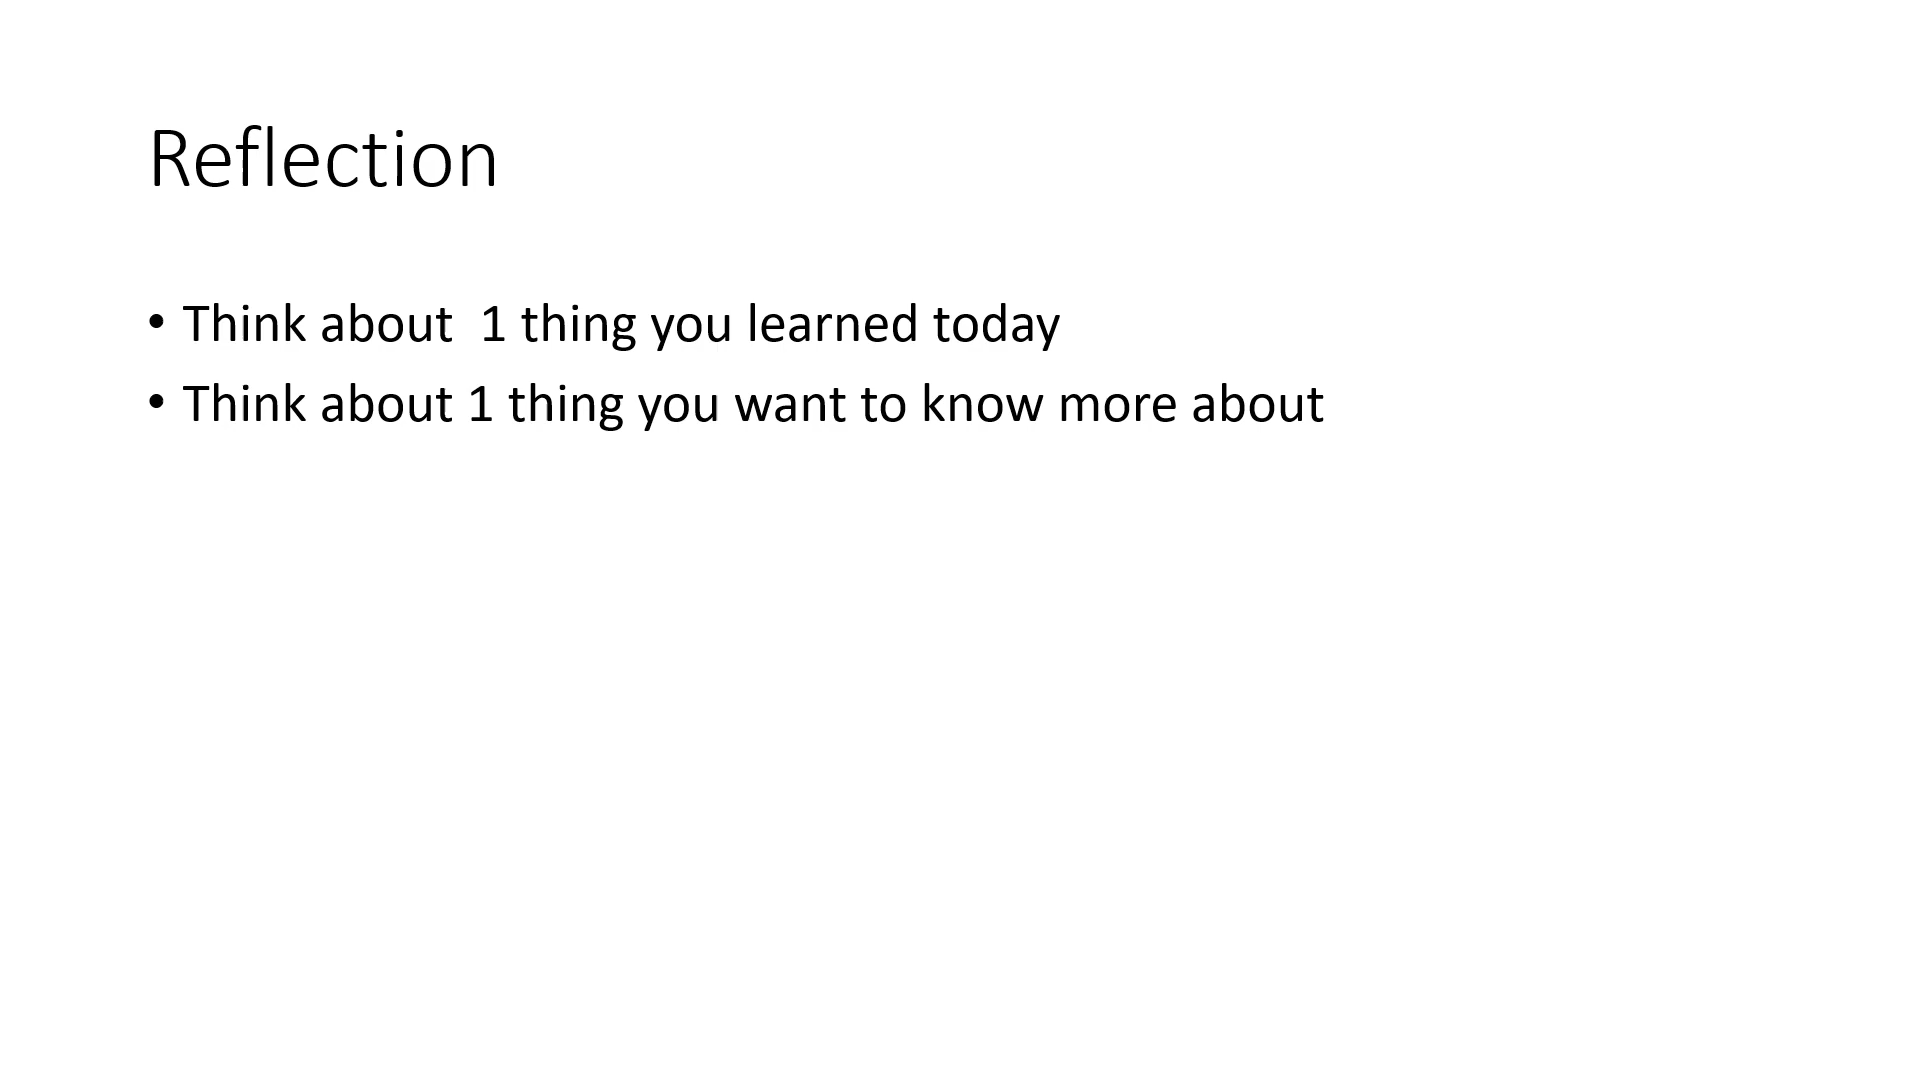 Reflection
• Think about  1 thing you learned today
• Think about 1 thing you want to know more about